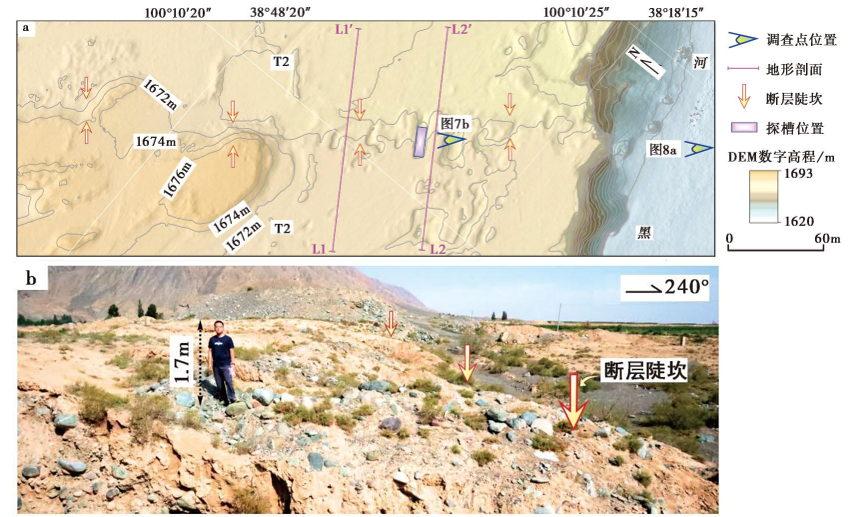 100°10′20″
38°48′20″
100°10′25″
38°18′15″
a
L1′
L2′
T2
N
河
1672m
1674m
1676m
图7b
图8a
1674m
1672m
T2
L1
L2
黑
调查点位置
地形剖面
断层陡坎
探槽位置
DEM数字高程/m
1693
1620
0
60m
b
240°
1.7m
断层陡坎